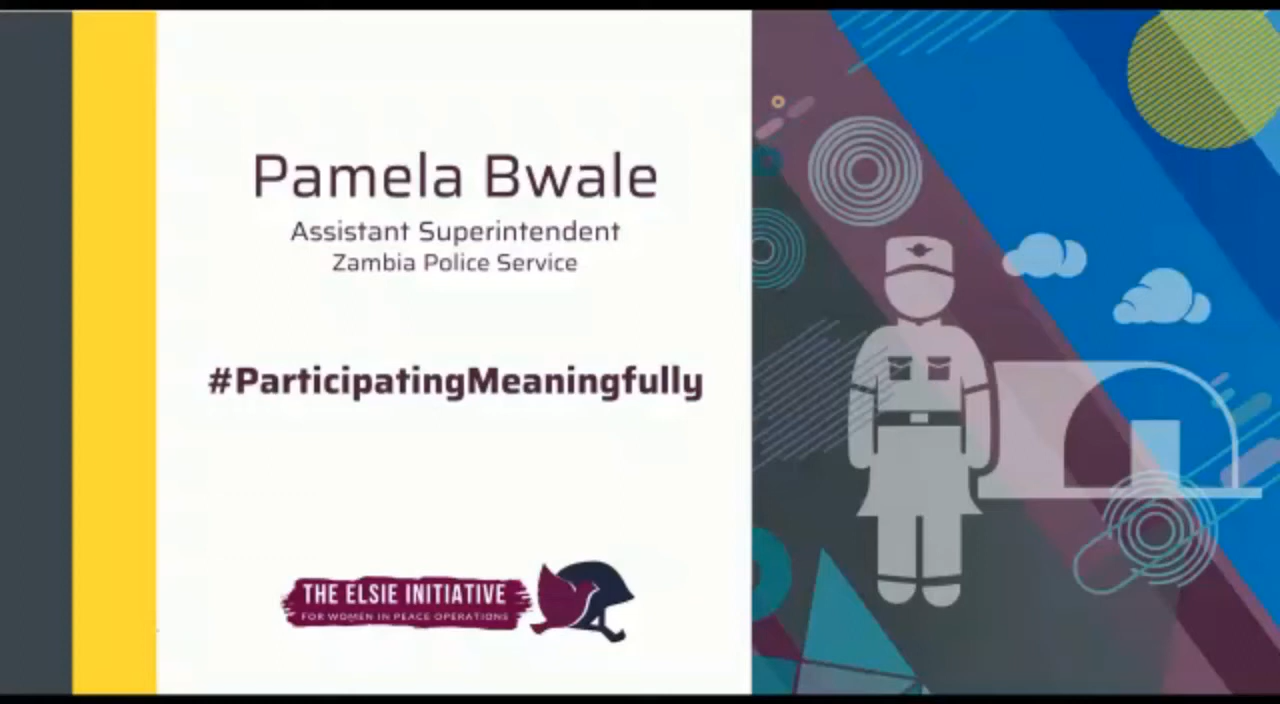 Pamela Bwale
Assistant Superintendent
Zambia Police Service
#ParticipatingMeaningfully
THE ELSIE INITIATIVE
FOR WOMEN IN PEACE OPERATIONS